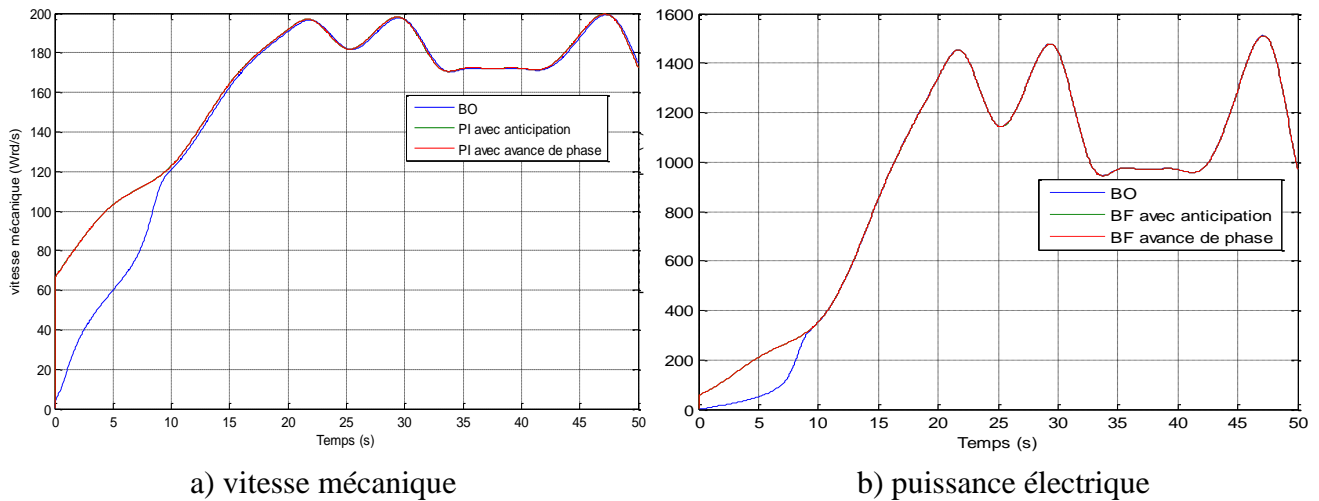 200
180
160
140
120
100
80
60
40
20
0
vitesse mécanique (Wrd/s)
BO
PI avec anticipation
PI avec avance de phase
0 5 10 15 20 25 30 35 40 45 50
Temps (s)
a) vitesse mécanique
1600
1400
1200
1000
800
600
400
200
0
BO
BF avec anticipation
BF avance de phase
0 5 10 15 20 25 30 35 40 45 50
Temps (s)
b) puissance électrique